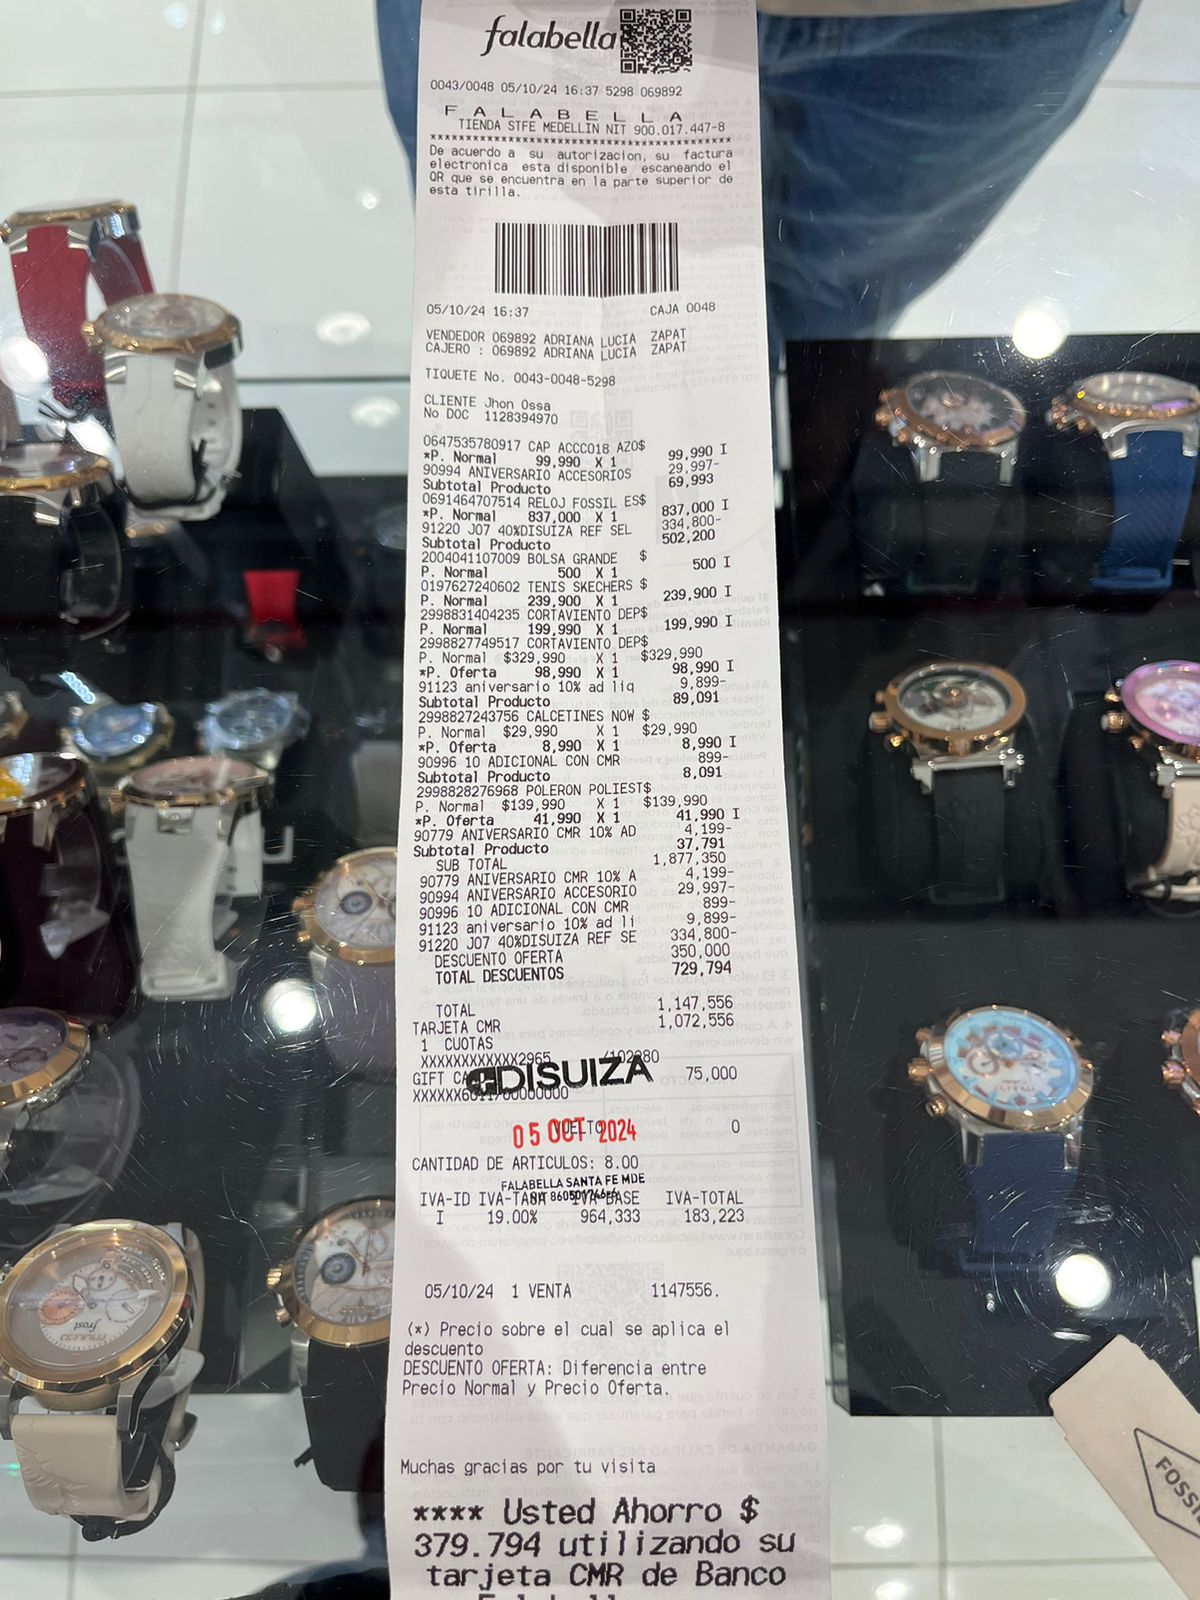 falabella
0043/0048 05/10/24 16:37 5298 069892
F A L A B E L L A
TIENDA STFE MEDELLIN NIT 900.017.447-8
****************************************
De acuerdo a su autorizacion, su factura
electronica esta disponible escaneando el
QR que se encuentra en la parte superior de
esta tirilla.
05/10/24 16:37 CAJA 0048
VENDEDOR 069892 ADRIANA LUCIA ZAPAT
CAJERO : 069892 ADRIANA LUCIA ZAPAT
TIQUETE No. 0043-0048-5298
CLIENTE Jhon Ossa
No DOC 1128394970
0647535780917 CAP ACCC018 AZO$
*P. Normal 99,990 X 1 99,990 I
90994 ANIVERSARIO ACCESORIOS 29,997-
Subtotal Producto 69,993
0691464707514 RELOJ FOSSIL ES$
*P. Normal 837,000 X 1 837,000 I
91220 J07 40%DISUIZA REF SEL 334,800-
Subtotal Producto 502,200
2004041107009 BOLSA GRANDE $
P. Normal 500 X 1 500 I
0197627240602 TENIS SKECHERS $
P. Normal 239,900 X 1 239,900 I
2998831404235 CORTAVIENTO DEP$
P. Normal 199,990 X 1 199,990 I
2998827749517 CORTAVIENTO DEP$
P. Normal $329,990 X 1 $329,990
*P. Oferta 98,990 X 1 98,990 I
91123 aniversario 10% ad liq 9,899-
Subtotal Producto 89,091
2998827243756 CALCETINES NOW $
P. Normal $29,990 X 1 $29,990
*P. Oferta 8,990 X 1 8,990 I
90996 10 ADICIONAL CON CMR 899-
Subtotal Producto 8,091
2998828276968 POLERON POLIEST$
P. Normal $139,990 X 1 $139,990
*P. Oferta 41,990 X 1 41,990 I
90779 ANIVERSARIO CMR 10% AD 4,199-
Subtotal Producto 37,791
SUB TOTAL 1,877,350
90779 ANIVERSARIO CMR 10% A 4,199-
90994 ANIVERSARIO ACCESORIO 29,997-
90996 10 ADICIONAL CON CMR 899-
91123 aniversario 10% ad li 9,899-
91220 J07 40%DISUIZA REF SE 334,800-
DESCUENTO OFERTA 350,000
TOTAL DESCUENTOS 729,794
TOTAL 1,147,556
TARJETA CMR 1,072,556
1 CUOTAS
XXXXXXXXXXXX2965
GIFT 75,000
DISUIZA
VUELTO 0
05 OCT 2024
CANTIDAD DE ARTICULOS: 8.00
FALABELLA SANTA FE MDE
IVA-ID IVA-TASA IVA-BASE IVA-TOTAL
I 19.00% 964,333 183,223
05/10/24 1 VENTA 1147556.
(*) Precio sobre el cual se aplica el
descuento
DESCUENTO OFERTA: Diferencia entre
Precio Normal y Precio Oferta.
Muchas gracias por tu visita
**** Usted Ahorro $
379.794 utilizando su
tarjeta CMR de Banco
mulco
frost
FOSSIL